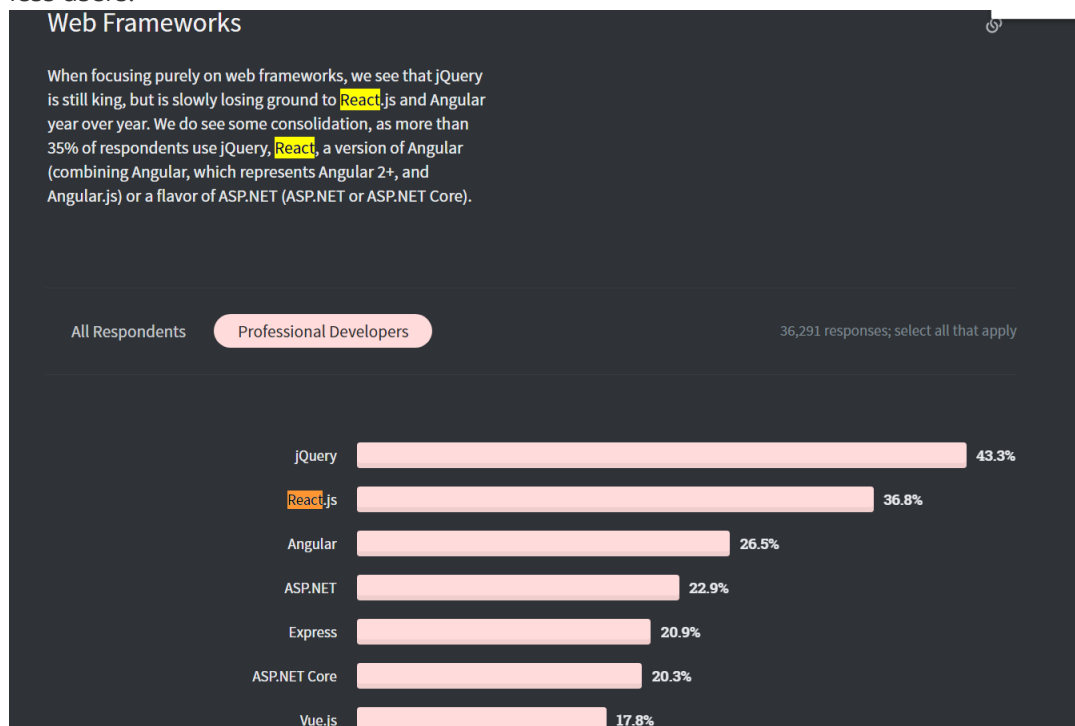 less users.
Web Frameworks
When focusing purely on web frameworks, we see that jQuery
is still king, but is slowly losing ground to React.js and Angular
year over year. We do see some consolidation, as more than
35% of respondents use jQuery, React, a version of Angular
(combining Angular, which represents Angular 2+, and
Angular.js) or a flavor of ASP.NET (ASP.NET or ASP.NET Core).
All Respondents Professional Developers 36,291 responses; select all that apply
jQuery 43.3%
React.js 36.8%
Angular 26.5%
ASP.NET 22.9%
Express 20.9%
ASP.NET Core 20.3%
Vue.js 17.8%